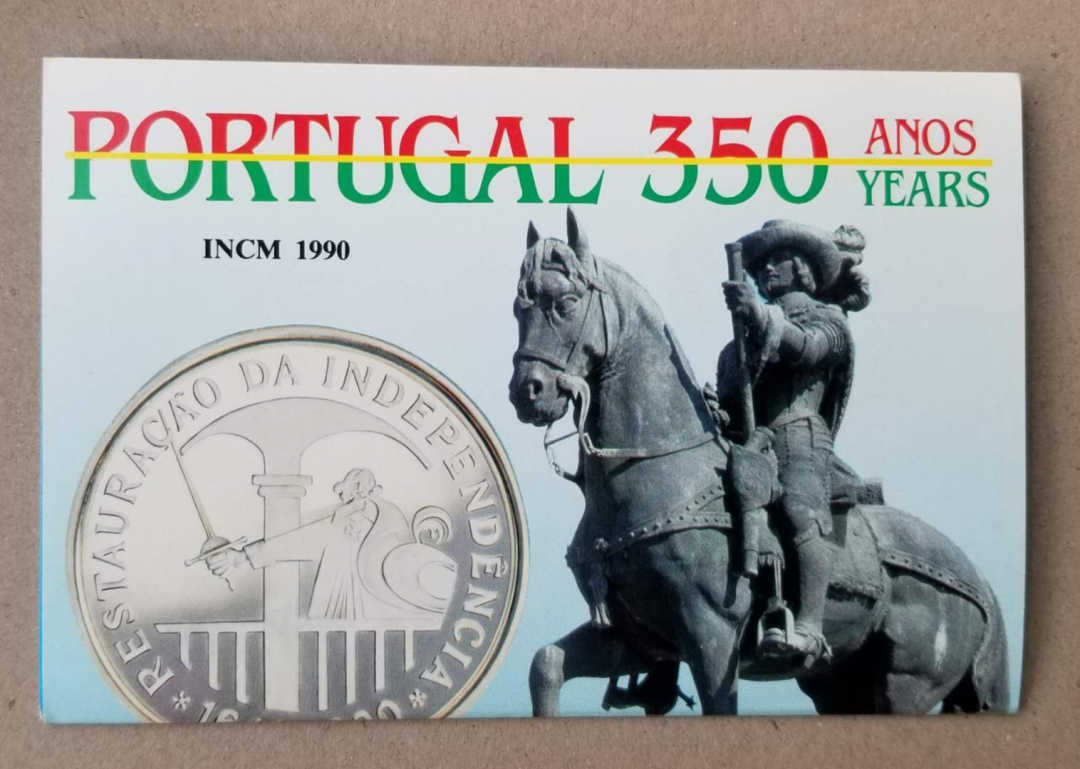 PORTUGAL 350 ANOS
YEARS
INCM 1990
* RESTAURAÇÃO DA INDEPENDÊNCIA *